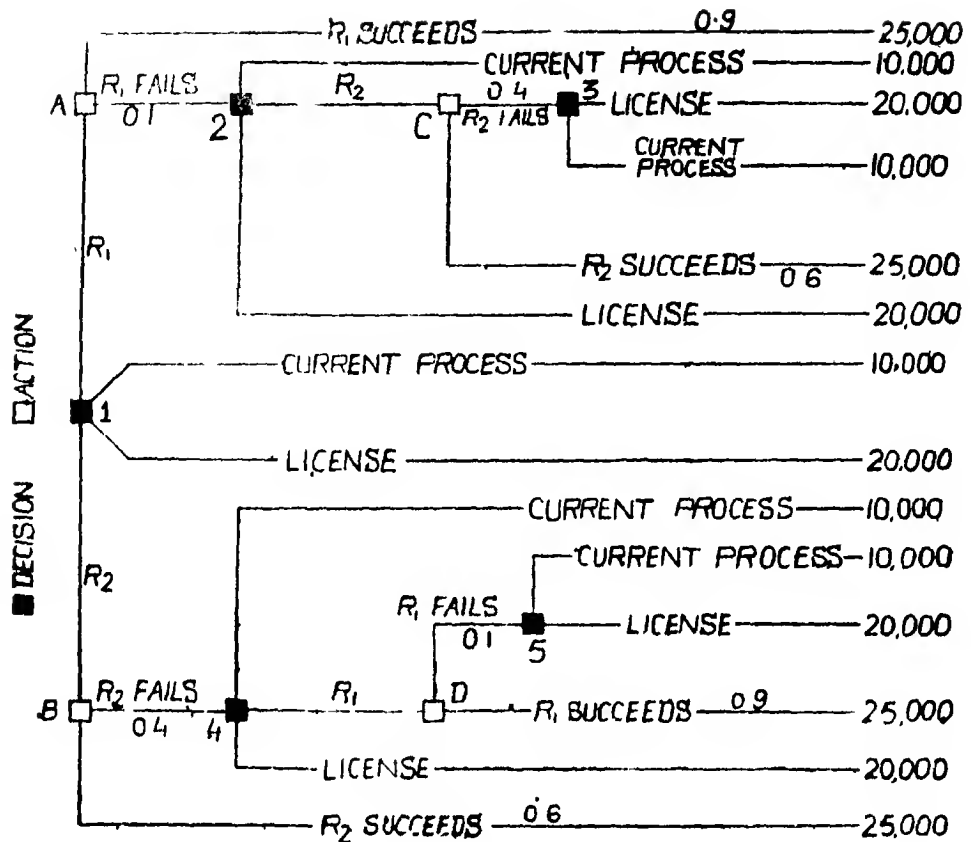 R₁ SUCCEEDS 0.9 25,000
CURRENT PROCESS 10.000
A R₁ FAILS 0 1 2 R₂ C 0 4 R₂ FAILS 3 LICENSE 20,000
CURRENT PROCESS 10,000
R₁
R₂ SUCCEEDS 0 6 25,000
LICENSE 20,000
CURRENT PROCESS 10.000
1
LICENSE 20.000
CURRENT PROCESS 10,000
CURRENT PROCESS 10,000
R₂
R₁ FAILS 0 1 5 LICENSE 20,000
B R₂ FAILS 0 4 4 R₁ D R₁ SUCCEEDS 0 9 25,000
LICENSE 20,000
R₂ SUCCEEDS 0.6 25,000
ACTION
DECISION